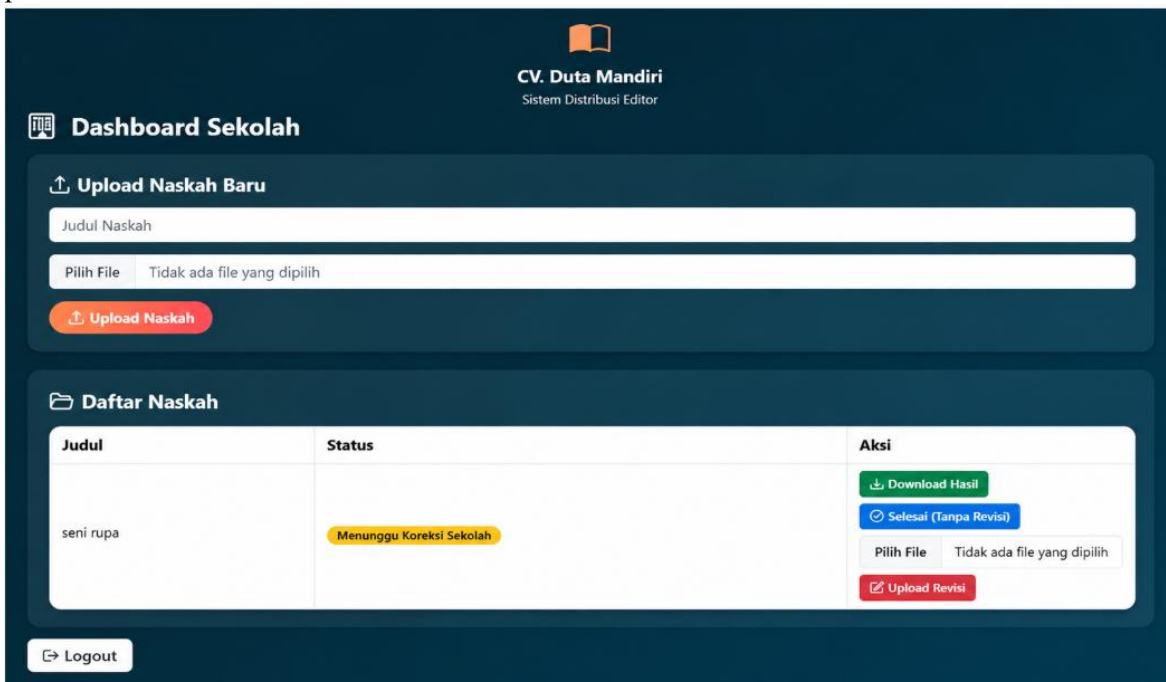 CV. Duta Mandiri
Sistem Distribusi Editor
Dashboard Sekolah
Upload Naskah Baru
Judul Naskah
Pilih File Tidak ada file yang dipilih
Upload Naskah
Daftar Naskah
Judul Status Aksi
seni rupa
Menunggu Koreksi Sekolah
Download Hasil
Selesai (Tanpa Revisi)
Pilih File Tidak ada file yang dipilih
Upload Revisi
Logout